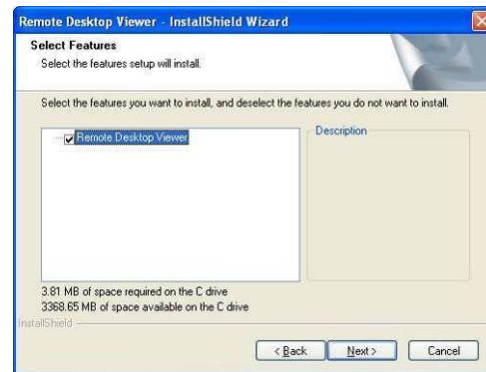 Remote Desktop Viewer - InstallShield Wizard
Select Features
Select the features setup will install.
Select the features you want to install, and deselect the features you do not want to install.
Remote Desktop Viewer
Description
3.81 MB of space required on the C drive
3368.65 MB of space available on the C drive
InstallShield
< Back
Next >
Cancel